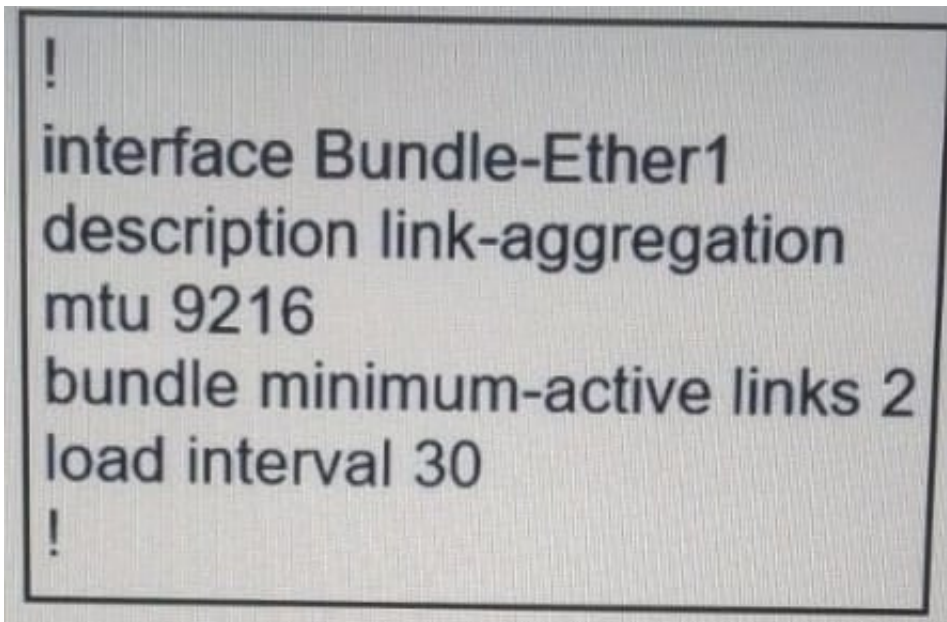 !
interface Bundle-Ether1
description link-aggregation
mtu 9216
bundle minimum-active links 2
load interval 30
!